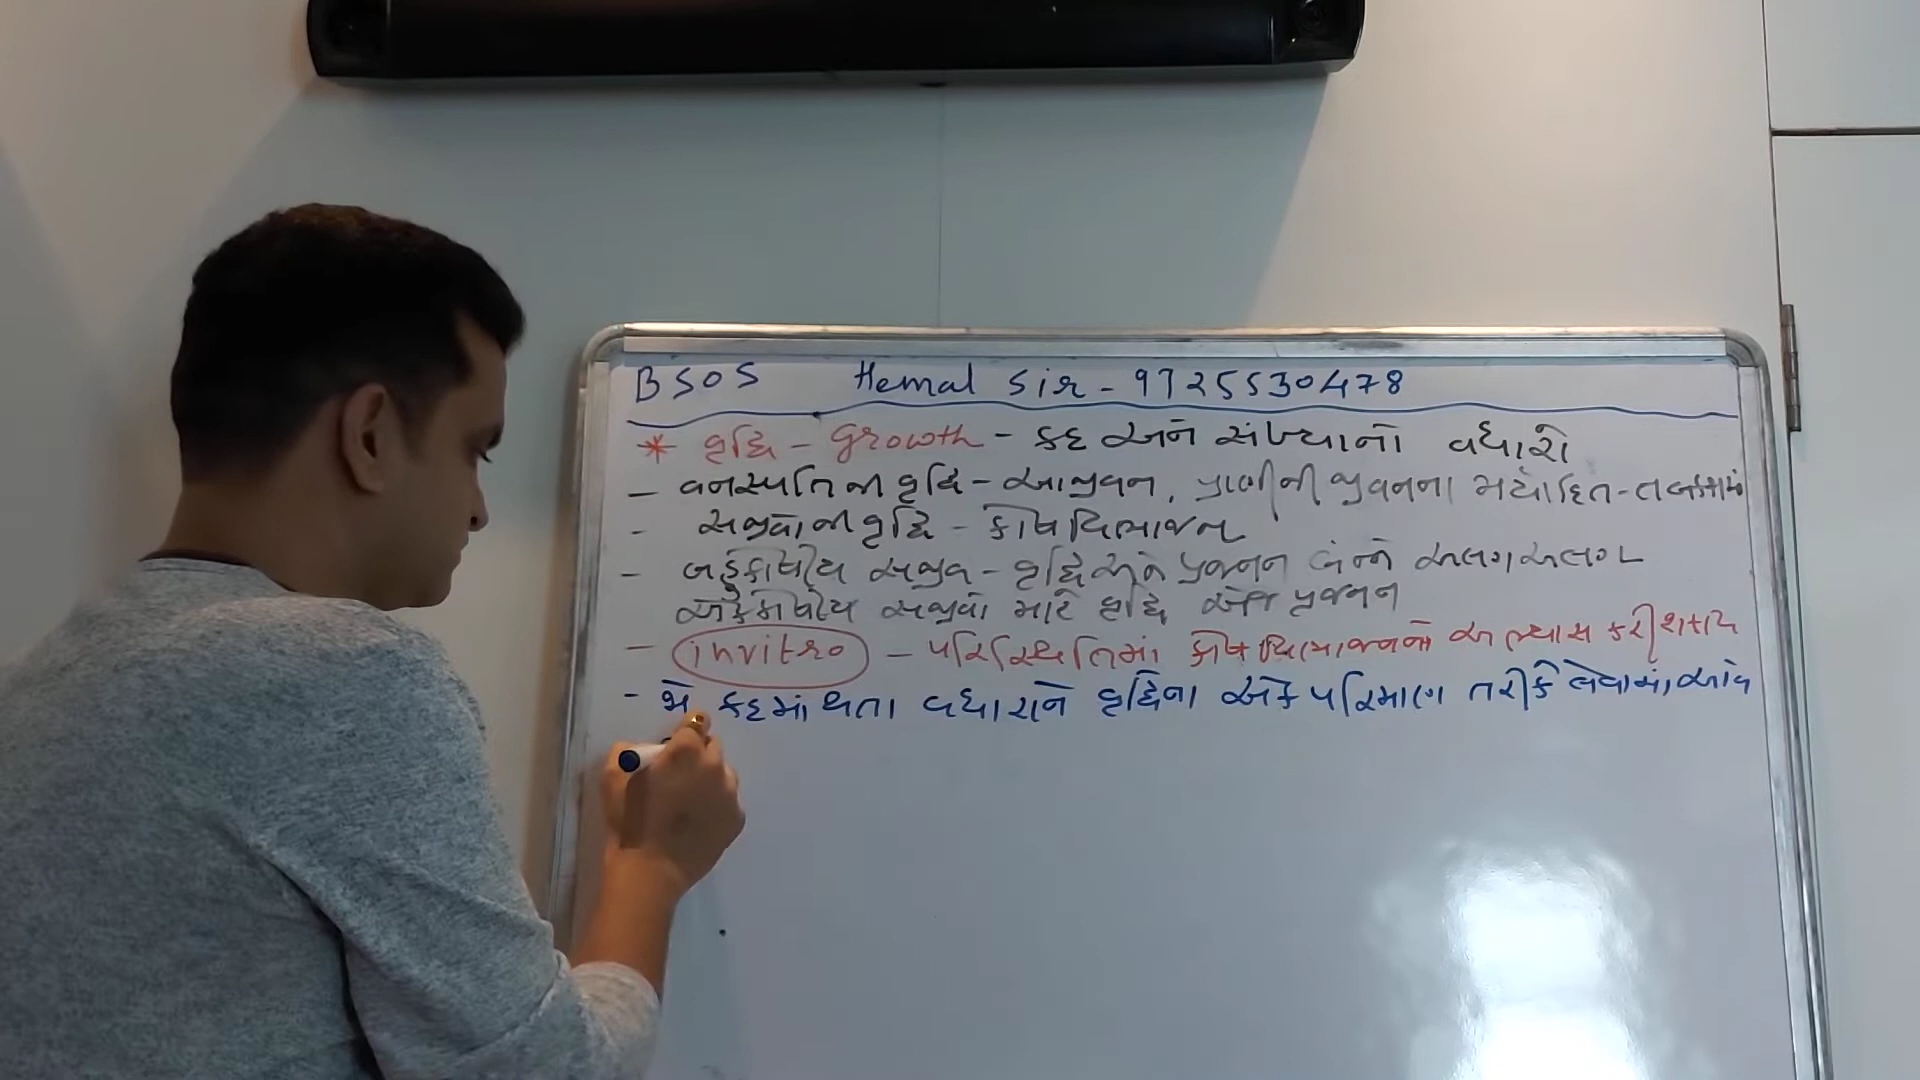 BSOS Hemal Sir - 9725530478
* વૃદ્ધિ - Growth - કદ અને સંખ્યાનો વધારો
- વનસ્પતિની વૃદ્ધિ - આજીવન, પ્રાણીની જીવનના મર્યાદિત - તબક્કામાં
- સજીવોની વૃદ્ધિ - કોષવિભાજન
- બહુકોષીય સજીવ - વૃદ્ધિ અને પ્રજનન બંન્ને અલગઅલગ
એકકોષીય સજીવો માટે વૃદ્ધિ એજ પ્રજનન
- invitro - પરિસ્થિતિમાં કોષવિભાજનનો અભ્યાસ કરી શકાય
- જો કદમાં થતા વધારાને વૃદ્ધિના એક પરિમાણ તરીકે લેવામાં આવે